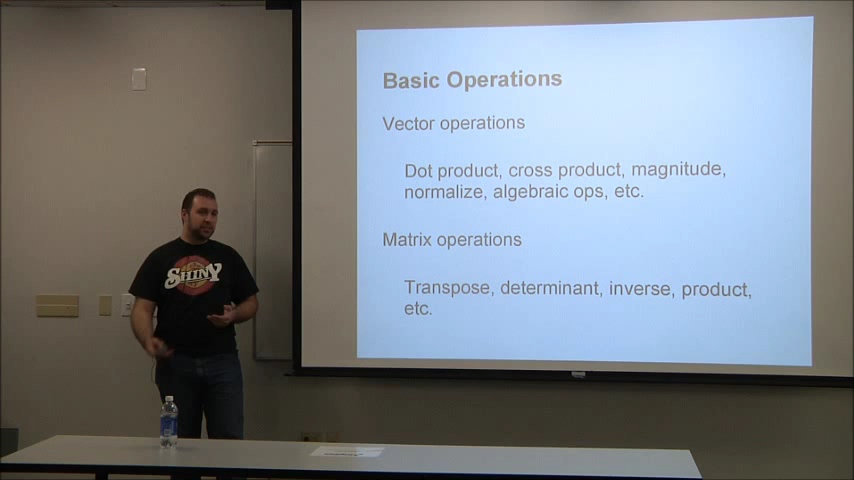 Basic Operations
Vector operations
Dot product, cross product, magnitude,
normalize, algebraic ops, etc.
Matrix operations
Transpose, determinant, inverse, product,
etc.
SHINY